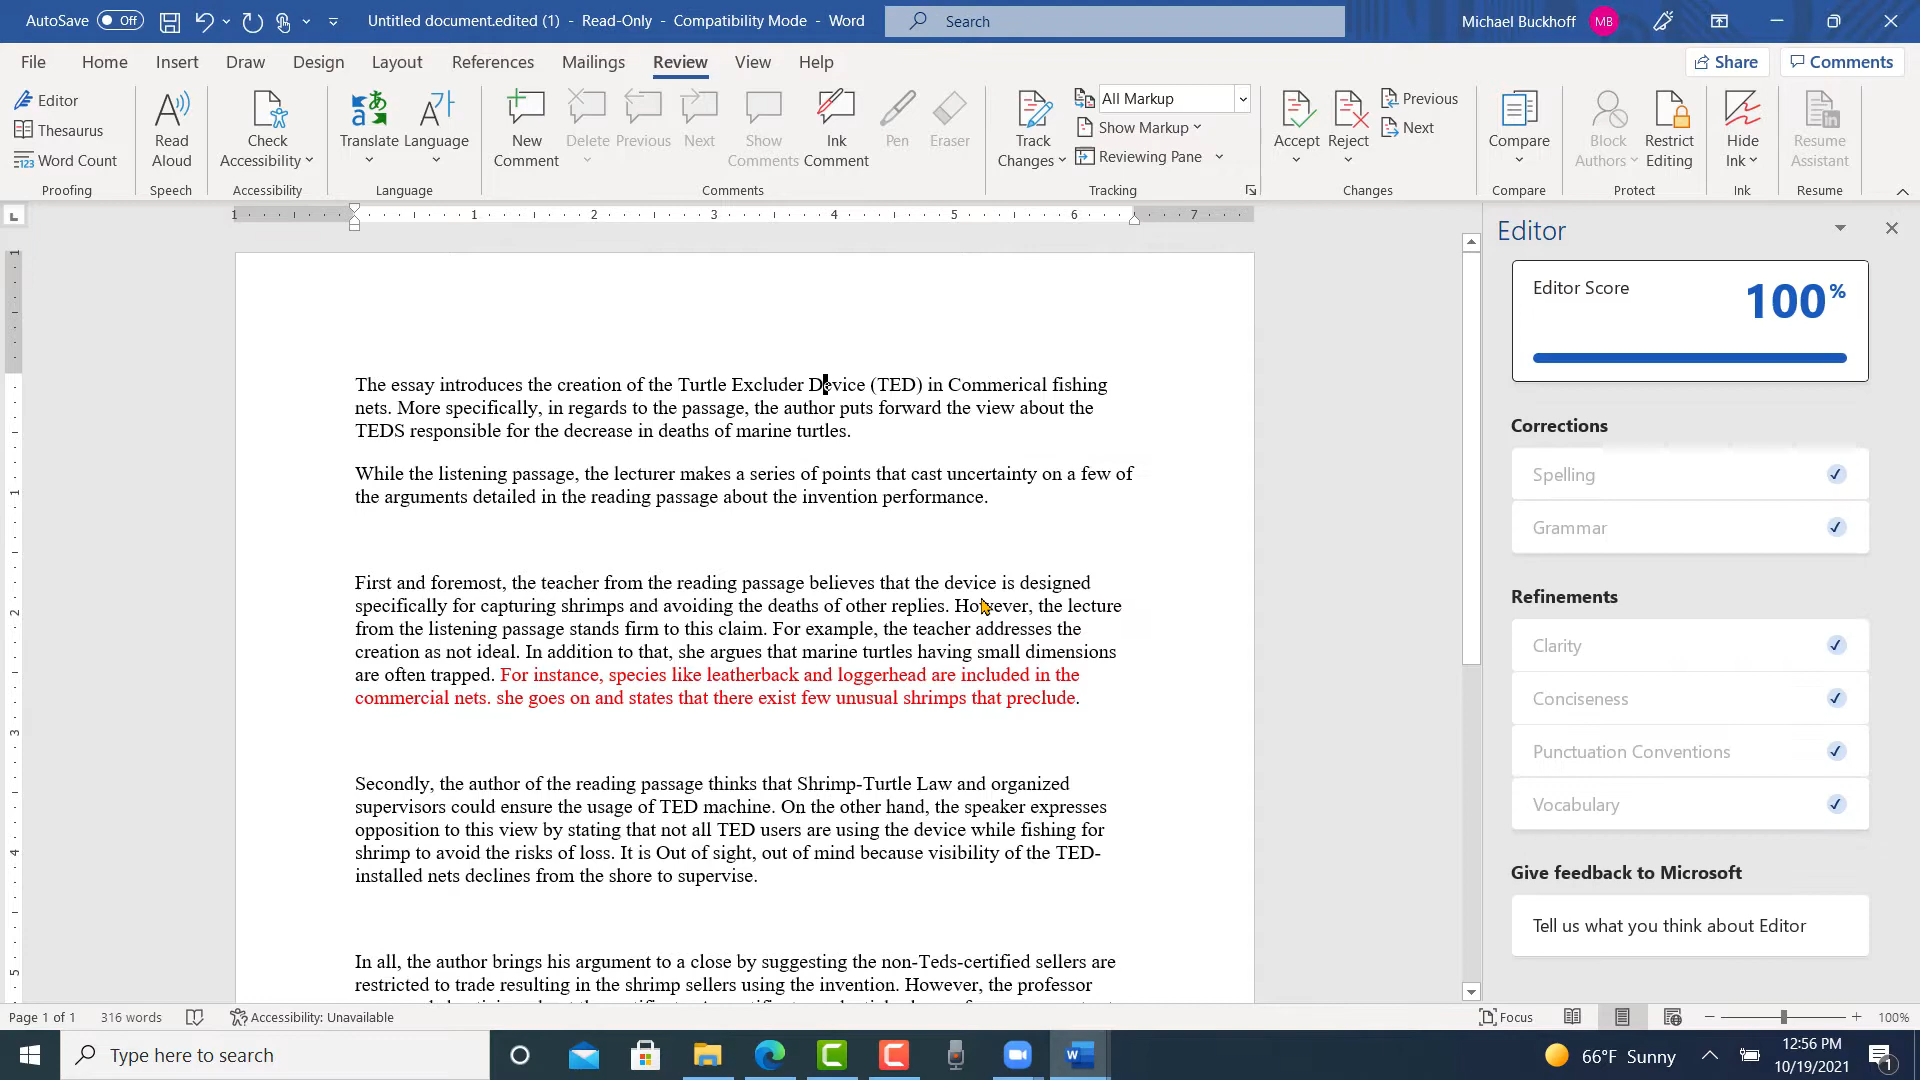 AutoSave Off Untitled document.edited (1) - Read-Only - Compatibility Mode - Word Search Michael Buckhoff MB
File Home Insert Draw Design Layout References Mailings Review View Help Share Comments
Editor
Thesaurus
Word Count
Proofing
Read Aloud
Speech
Check Accessibility
Accessibility
Translate
Language
Language
New Comment
Delete
Previous
Next
Show Comments
Ink Comment
Pen
Eraser
Comments
Track Changes
All Markup
Show Markup
Reviewing Pane
Tracking
Accept
Reject
Previous
Next
Changes
Compare
Compare
Block Authors
Restrict Editing
Protect
Hide Ink
Ink
Resume Assistant
Resume
1 1 2 3 4 5 6 7
The essay introduces the creation of the Turtle Excluder Device (TED) in Commerical fishing
nets. More specifically, in regards to the passage, the author puts forward the view about the
TEDS responsible for the decrease in deaths of marine turtles.
While the listening passage, the lecturer makes a series of points that cast uncertainty on a few of
the arguments detailed in the reading passage about the invention performance.
First and foremost, the teacher from the reading passage believes that the device is designed
specifically for capturing shrimps and avoiding the deaths of other replies. However, the lecture
from the listening passage stands firm to this claim. For example, the teacher addresses the
creation as not ideal. In addition to that, she argues that marine turtles having small dimensions
are often trapped. For instance, species like leatherback and loggerhead are included in the
commercial nets. she goes on and states that there exist few unusual shrimps that preclude.
Secondly, the author of the reading passage thinks that Shrimp-Turtle Law and organized
supervisors could ensure the usage of TED machine. On the other hand, the speaker expresses
opposition to this view by stating that not all TED users are using the device while fishing for
shrimp to avoid the risks of loss. It is Out of sight, out of mind because visibility of the TED-
installed nets declines from the shore to supervise.
In all, the author brings his argument to a close by suggesting the non-Teds-certified sellers are
restricted to trade resulting in the shrimp sellers using the invention. However, the professor
1
1
2
3
4
5
Editor
Editor Score 100%
Corrections
Spelling
Grammar
Refinements
Clarity
Conciseness
Punctuation Conventions
Vocabulary
Give feedback to Microsoft
Tell us what you think about Editor
Page 1 of 1 316 words Accessibility: Unavailable Focus 100%
Type here to search 66°F Sunny 12:56 PM
10/19/2021 1